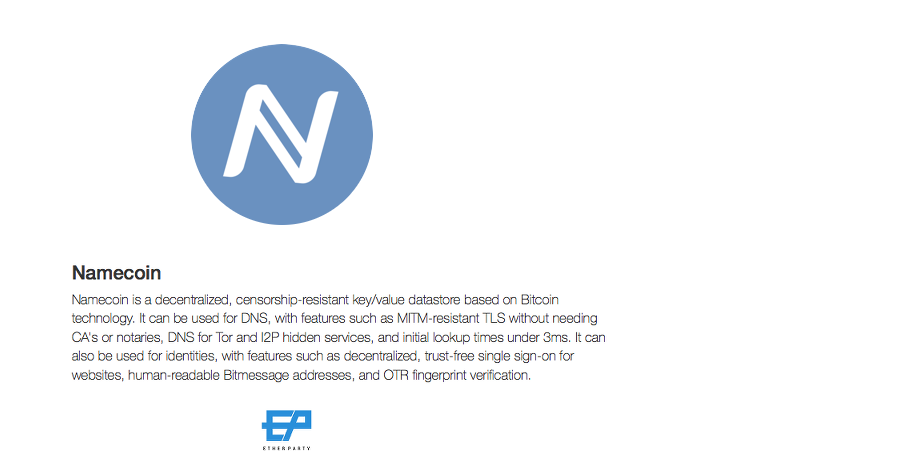 Namecoin
Namecoin is a decentralized, censorship-resistant key/value datastore based on Bitcoin
technology. It can be used for DNS, with features such as MITM-resistant TLS without needing
CA's or notaries, DNS for Tor and I2P hidden services, and initial lookup times under 3ms. It can
also be used for identities, with features such as decentralized, trust-free single sign-on for
websites, human-readable Bitmessage addresses, and OTR fingerprint verification.
EP
ETHERPARTY